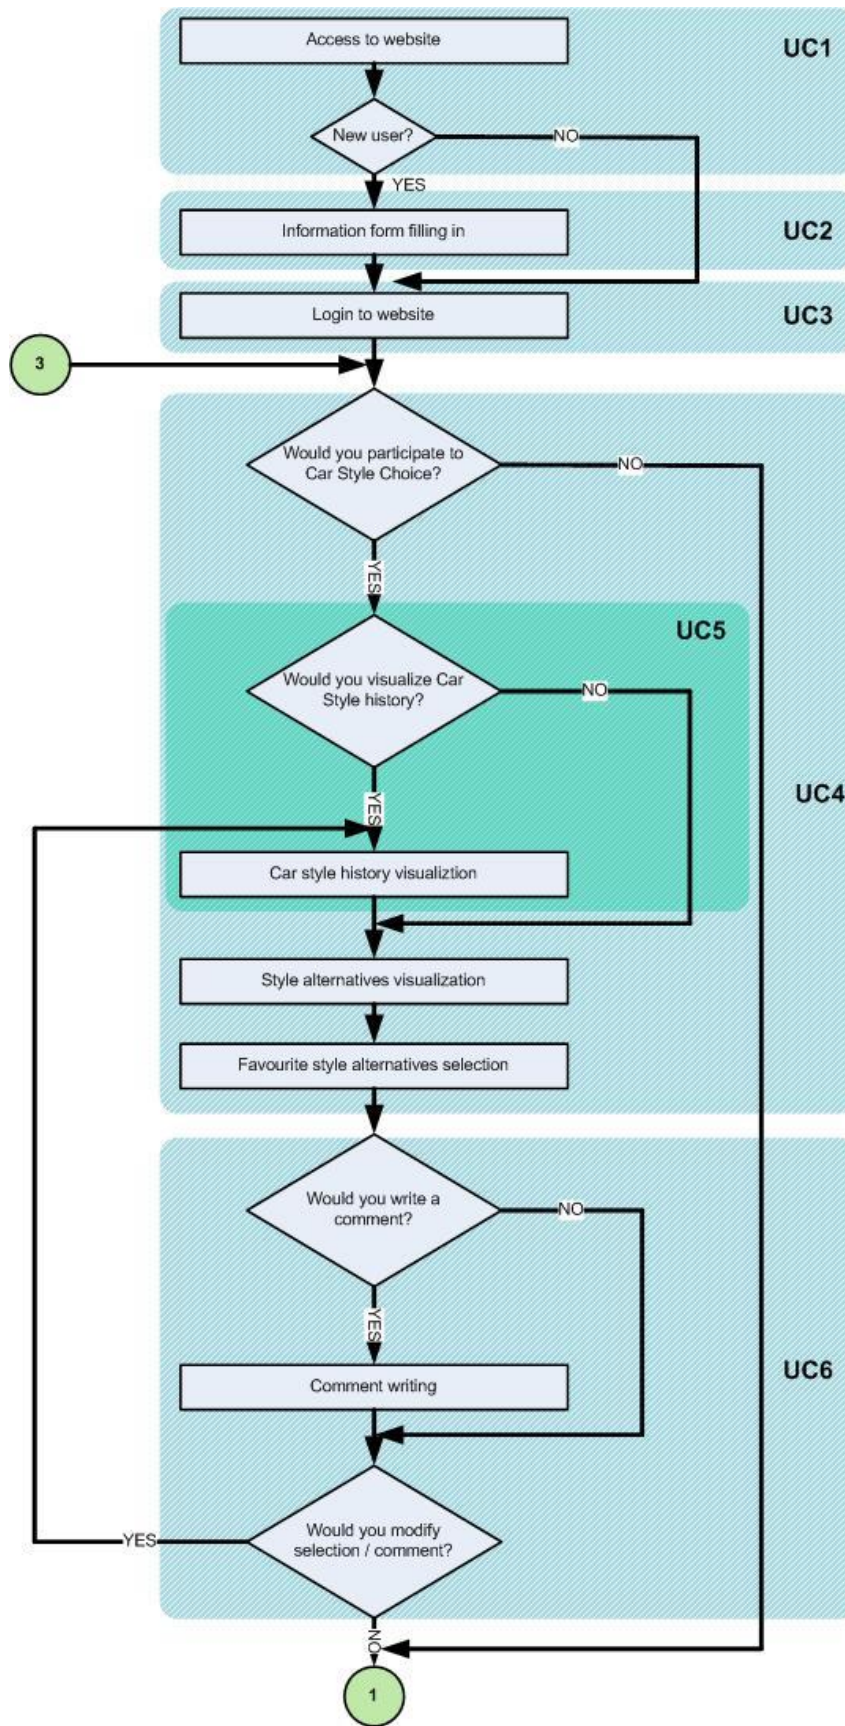 Access to website
UC1
New user?
NO
YES
Information form filling in
UC2
Login to website
UC3
3
Would you participate to
Car Style Choice?
NO
YES
UC5
Would you visualize Car
Style history?
NO
UC4
YES
Car style history visualiztion
Style alternatives visualization
Favourite style alternatives selection
Would you write a
comment?
NO
YES
UC6
Comment writing
Would you modify
selection / comment?
YES
NO
1